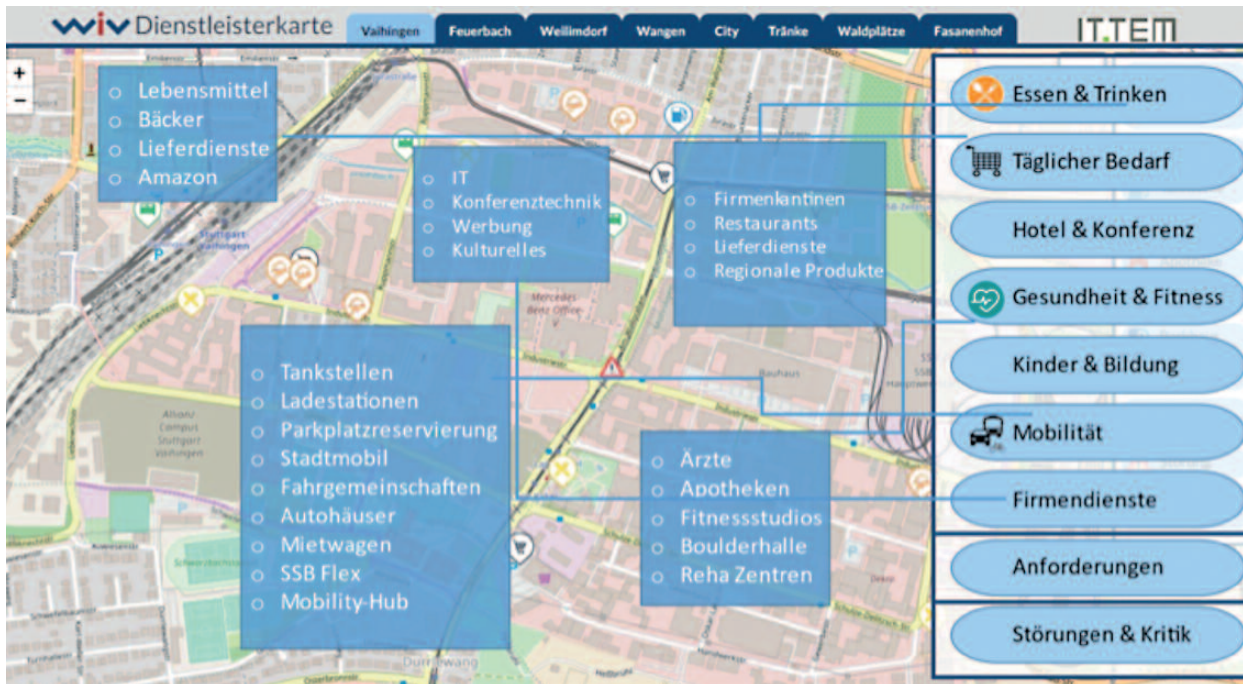 wiv Dienstleisterkarte
Vaihingen
Feuerbach
Weilimdorf
Wangen
City
Tränke
Waldplätze
Fasanenhof
IT.TEM
+
−
Lebensmittel
Bäcker
Lieferdienste
Amazon
IT
Konferenztechnik
Werbung
Kulturelles
Firmenkantinen
Restaurants
Lieferdienste
Regionale Produkte
Tankstellen
Ladestationen
Parkplatzreservierung
Stadtmobil
Fahrgemeinschaften
Autohäuser
Mietwagen
SSB Flex
Mobility-Hub
Ärzte
Apotheken
Fitnessstudios
Boulderhalle
Reha Zentren
Essen & Trinken
Täglicher Bedarf
Hotel & Konferenz
Gesundheit & Fitness
Kinder & Bildung
Mobilität
Firmendienste
Anforderungen
Störungen & Kritik
Stuttgart-
Vaihingen
Mercedes-
Benz Office-
V
Bauhaus
Allianz
Campus
Stuttgart
Vaihingen
Industriestr